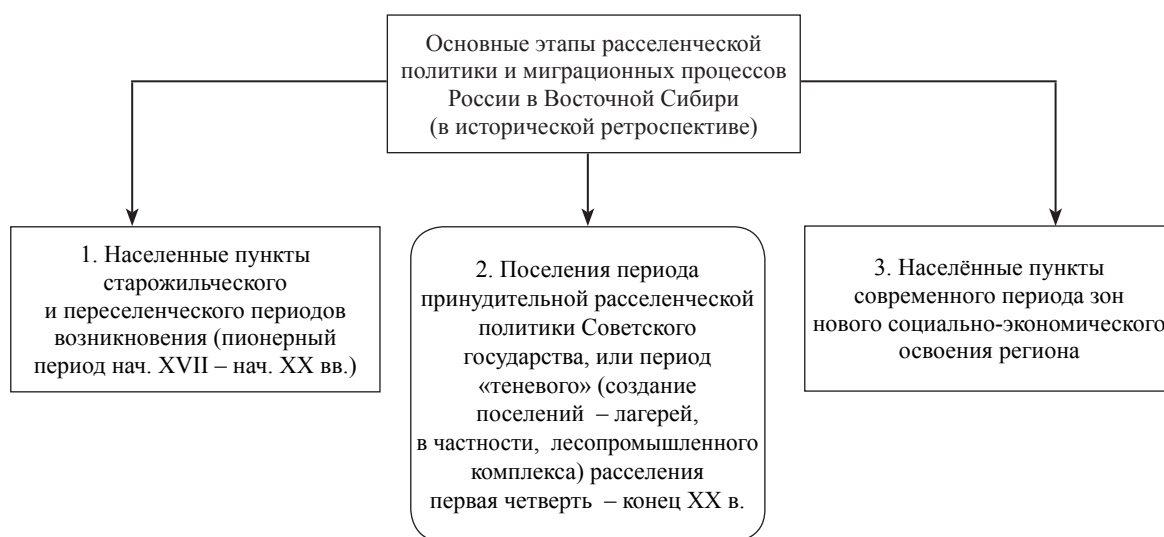 Основные этапы расселенческой
политики и миграционных процессов
России в Восточной Сибири
(в исторической ретроспективе)
1. Населенные пункты
старожильческого
и переселенческого периодов
возникновения (пионерный
период нач. XVII – нач. XX вв.)
2. Поселения периода
принудительной расселенческой
политики Советского
государства, или период
«теневого» (создание
поселений – лагерей,
в частности, лесопромышленного
комплекса) расселения
первая четверть – конец XX в.
3. Населённые пункты
современного периода зон
нового социально-экономического
освоения региона